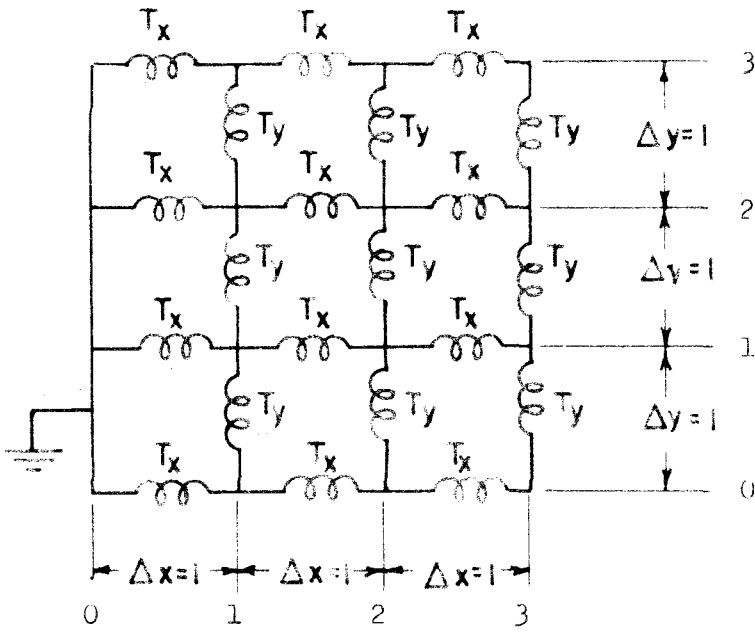 Tx Tx Tx 3
Ty Ty Ty Δy=1
Tx Tx Tx 2
Ty Ty Ty Δy=1
Tx Tx Tx 1
Ty Ty Ty Δy=1
Tx Tx Tx 0
Δx=1 Δx=1 Δx=1
0 1 2 3